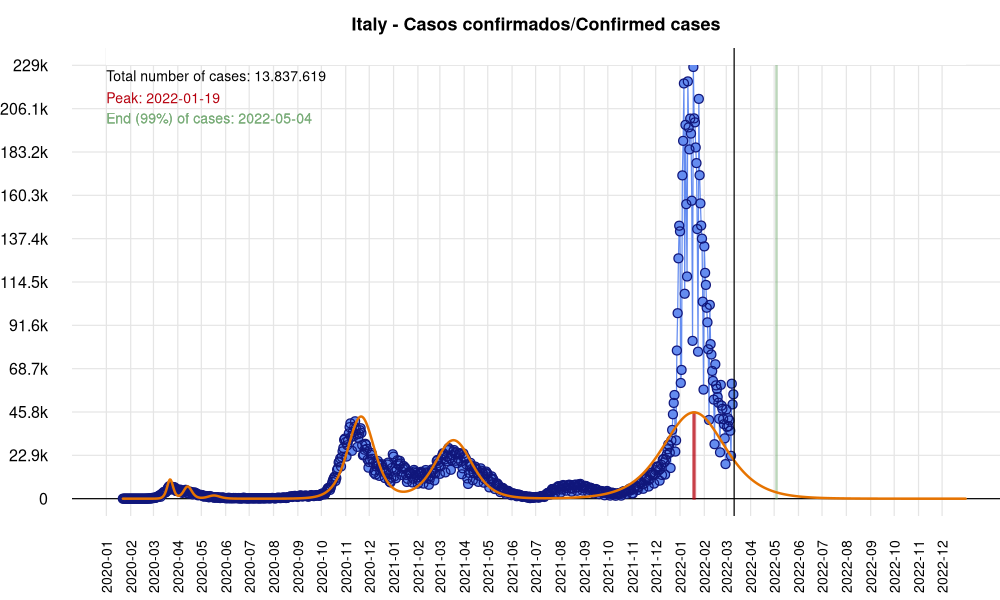 Italy - Casos confirmados/Confirmed cases
229k
Total number of cases: 13.837.619
Peak: 2022-01-19
206.1k
End (99%) of cases: 2022-05-04
183.2k
160.3k
137.4k
114.5k
91.6k
68.7k
45.8k
22.9k
0
2020-01
2020-02
2020-03
2020-04
2020-05
2020-06
2020-07
2020-08
2020-09
2020-10
2020-11
2020-12
2021-01
2021-02
2021-03
2021-04
2021-05
2021-06
2021-07
2021-08
2021-09
2021-10
2021-11
2021-12
2022-01
2022-02
2022-03
2022-04
2022-05
2022-06
2022-07
2022-08
2022-09
2022-10
2022-11
2022-12